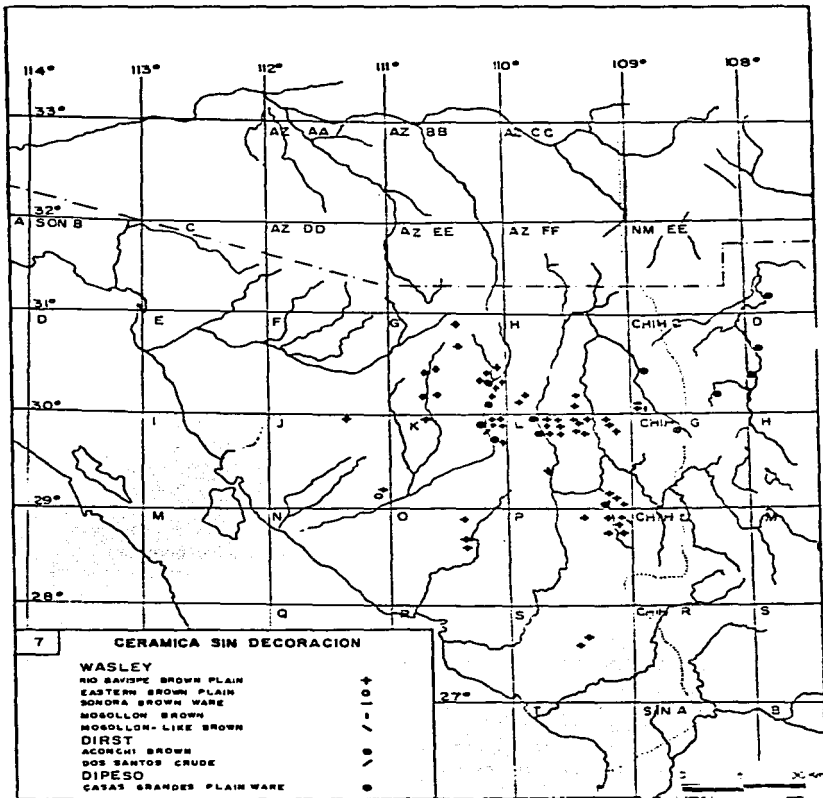 114° 113° 112° 111° 110° 109° 108°
33°
AZ AA AZ BB AZ CC
32°
A SON B C AZ DD AZ EE AZ FF NM EE
31°
D E F G H CHIH C D
30°
I J K L CHIH G H
29°
M N O P CHIH L M
28°
Q R S CHIH R S
27°
T SIN A B
7 CERAMICA SIN DECORACION
WASLEY
RIO BAVISPE BROWN PLAIN
EASTERN BROWN PLAIN
SONORA BROWN WARE
MOGOLLON BROWN
MOGOLLON-LIKE BROWN
DIRST
ACONCHI BROWN
DOS SANTOS CRUDE
DIPESO
CASAS GRANDES PLAIN WARE